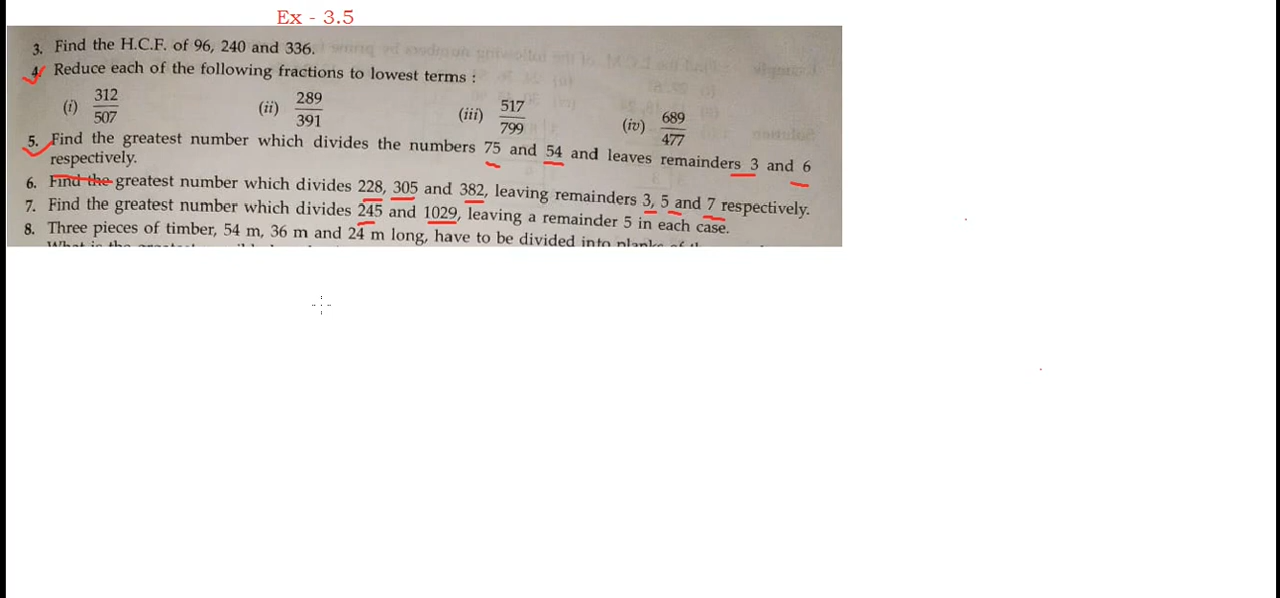 Ex - 3.5
3. Find the H.C.F. of 96, 240 and 336.
4. Reduce each of the following fractions to lowest terms :
(i) 312/507 (ii) 289/391 (iii) 517/799 (iv) 689/477
5. Find the greatest number which divides the numbers 75 and 54 and leaves remainders 3 and 6
respectively.
6. Find the greatest number which divides 228, 305 and 382, leaving remainders 3, 5 and 7 respectively.
7. Find the greatest number which divides 245 and 1029, leaving a remainder 5 in each case.
8. Three pieces of timber, 54 m, 36 m and 24 m long, have to be divided into planks of